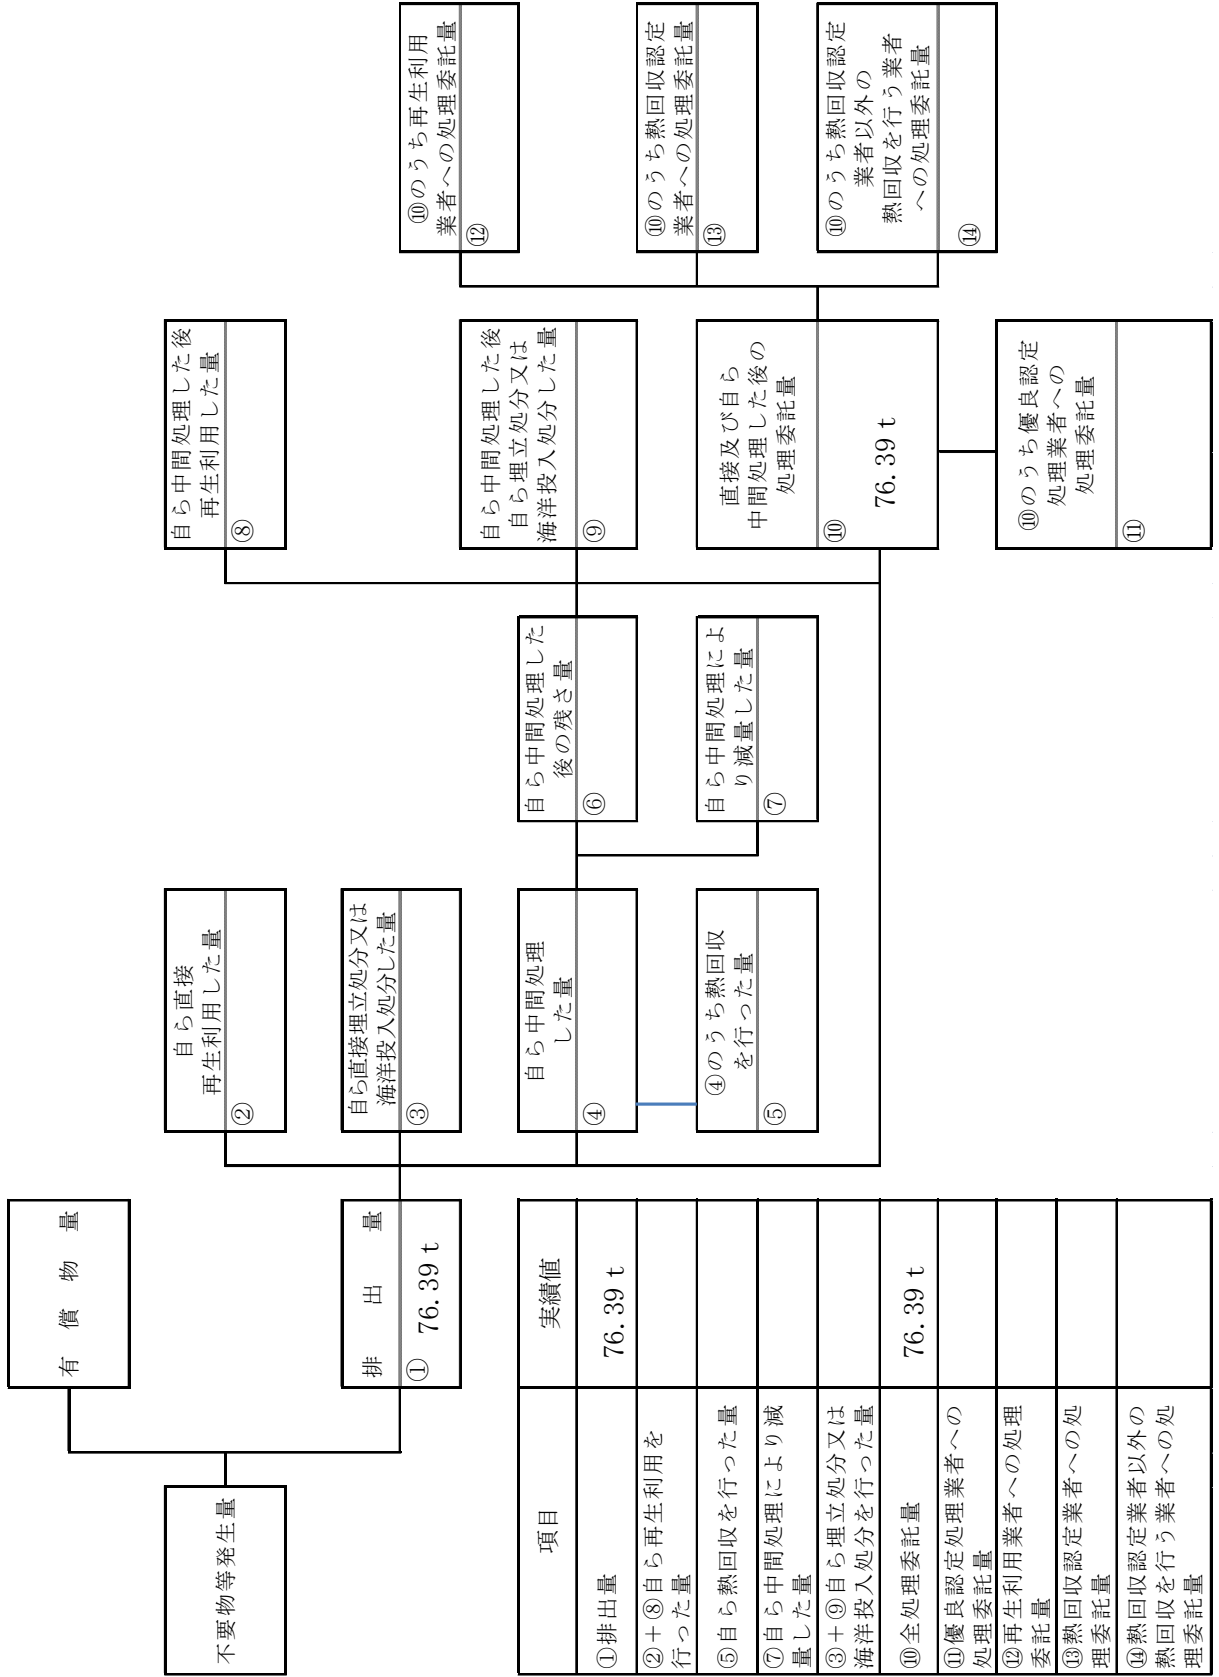 不要物等発生量
有償物量
排出量
① 76.39 t
自ら直接
再生利用した量
②
自ら直接埋立処分又は
海洋投入処分した量
③
自ら中間処理
した量
④
④のうち熱回収
を行った量
⑤
自ら中間処理した
後の残さ量
⑥
自ら中間処理によ
り減量した量
⑦
自ら中間処理した後
再生利用した量
⑧
自ら中間処理した後
自ら埋立処分又は
海洋投入処分した量
⑨
直接及び自ら
中間処理した後の
処理委託量
⑩ 76.39 t
⑩のうち優良認定
処理業者への
処理委託量
⑪
⑩のうち再生利用
業者への処理委託量
⑫
⑩のうち熱回収認定
業者への処理委託量
⑬
⑩のうち熱回収認定
業者以外の
熱回収を行う業者
への処理委託量
⑭
項目 実績値
①排出量 76.39 t
②＋⑧自ら再生利用を
行った量
⑤自ら熱回収を行った量
⑦自ら中間処理により減
量した量
③＋⑨自ら埋立処分又は
海洋投入処分を行った量
⑩全処理委託量 76.39 t
⑪優良認定処理業者への
処理委託量
⑫再生利用業者への処理
委託量
⑬熱回収認定業者への処
理委託量
⑭熱回収認定業者以外の
熱回収を行う業者への処
理委託量